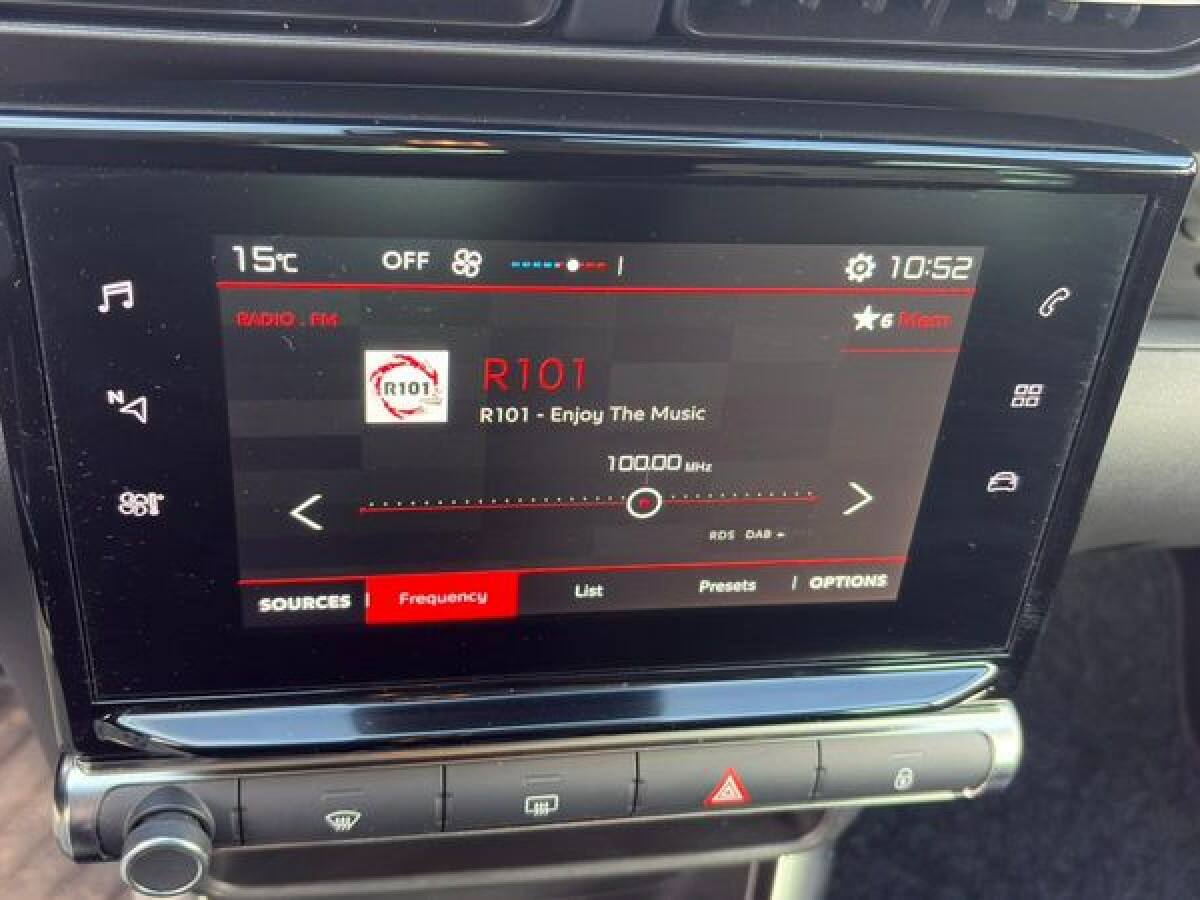 15°C OFF 10:52
RADIO . FM
6 Mem
R101
R101
R101 - Enjoy The Music
N
100.00 MHz
RDS DAB
SOURCES Frequency List Presets OPTIONS